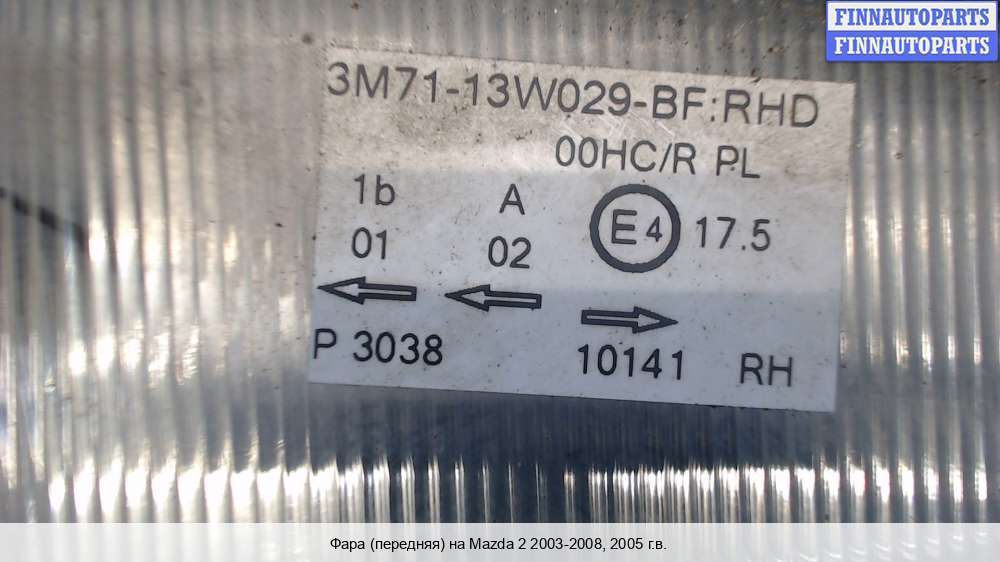 FINNAUTOPARTS
FINNAUTOPARTS
3M71-13W029-BF:RHD
00HC/R PL
1b A
01 02 E4 17.5
P 3038 10141 RH
Фара (передняя) на Mazda 2 2003-2008, 2005 г.в.